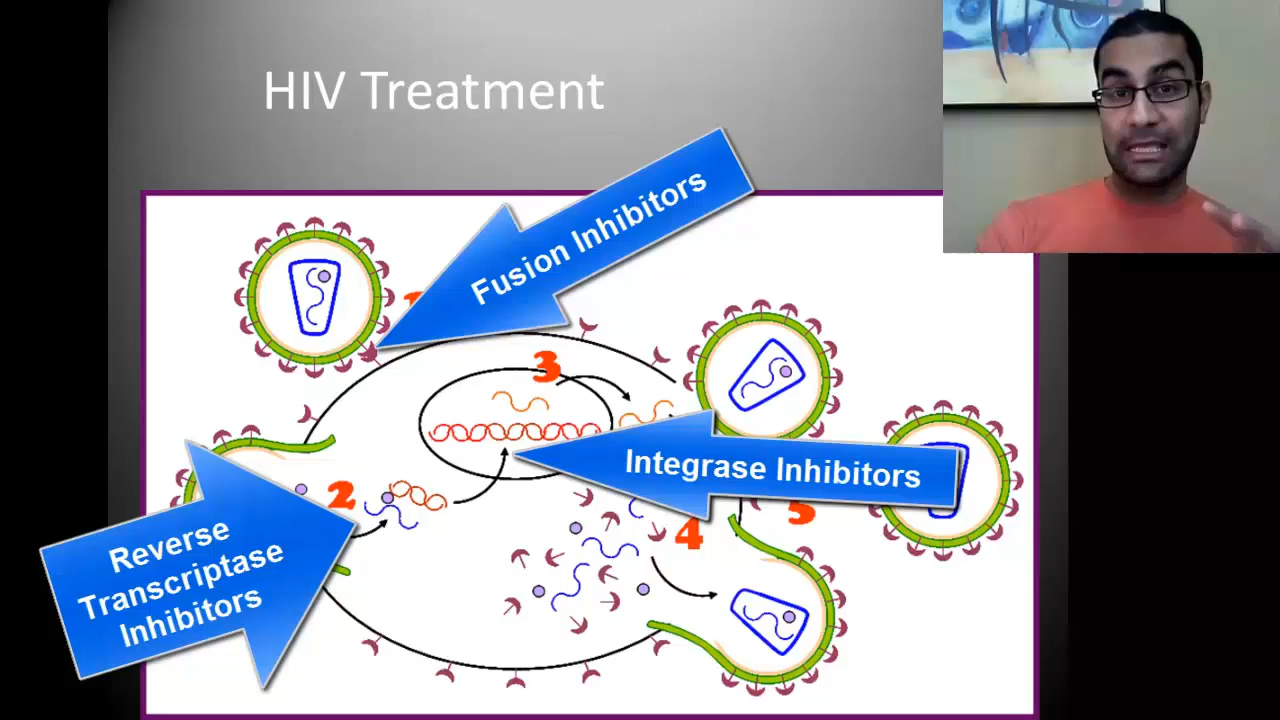 HIV Treatment
Fusion Inhibitors
3
Integrase Inhibitors
2
4
5
Reverse
Transcriptase
Inhibitors